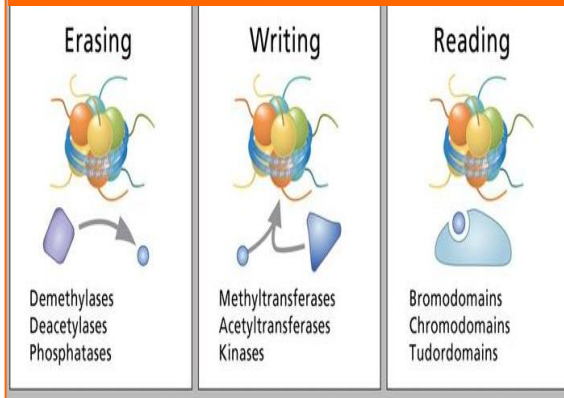 Erasing
Demethylases
Deacetylases
Phosphatases
Writing
Methyltransferases
Acetyltransferases
Kinases
Reading
Bromodomains
Chromodomains
Tudordomains